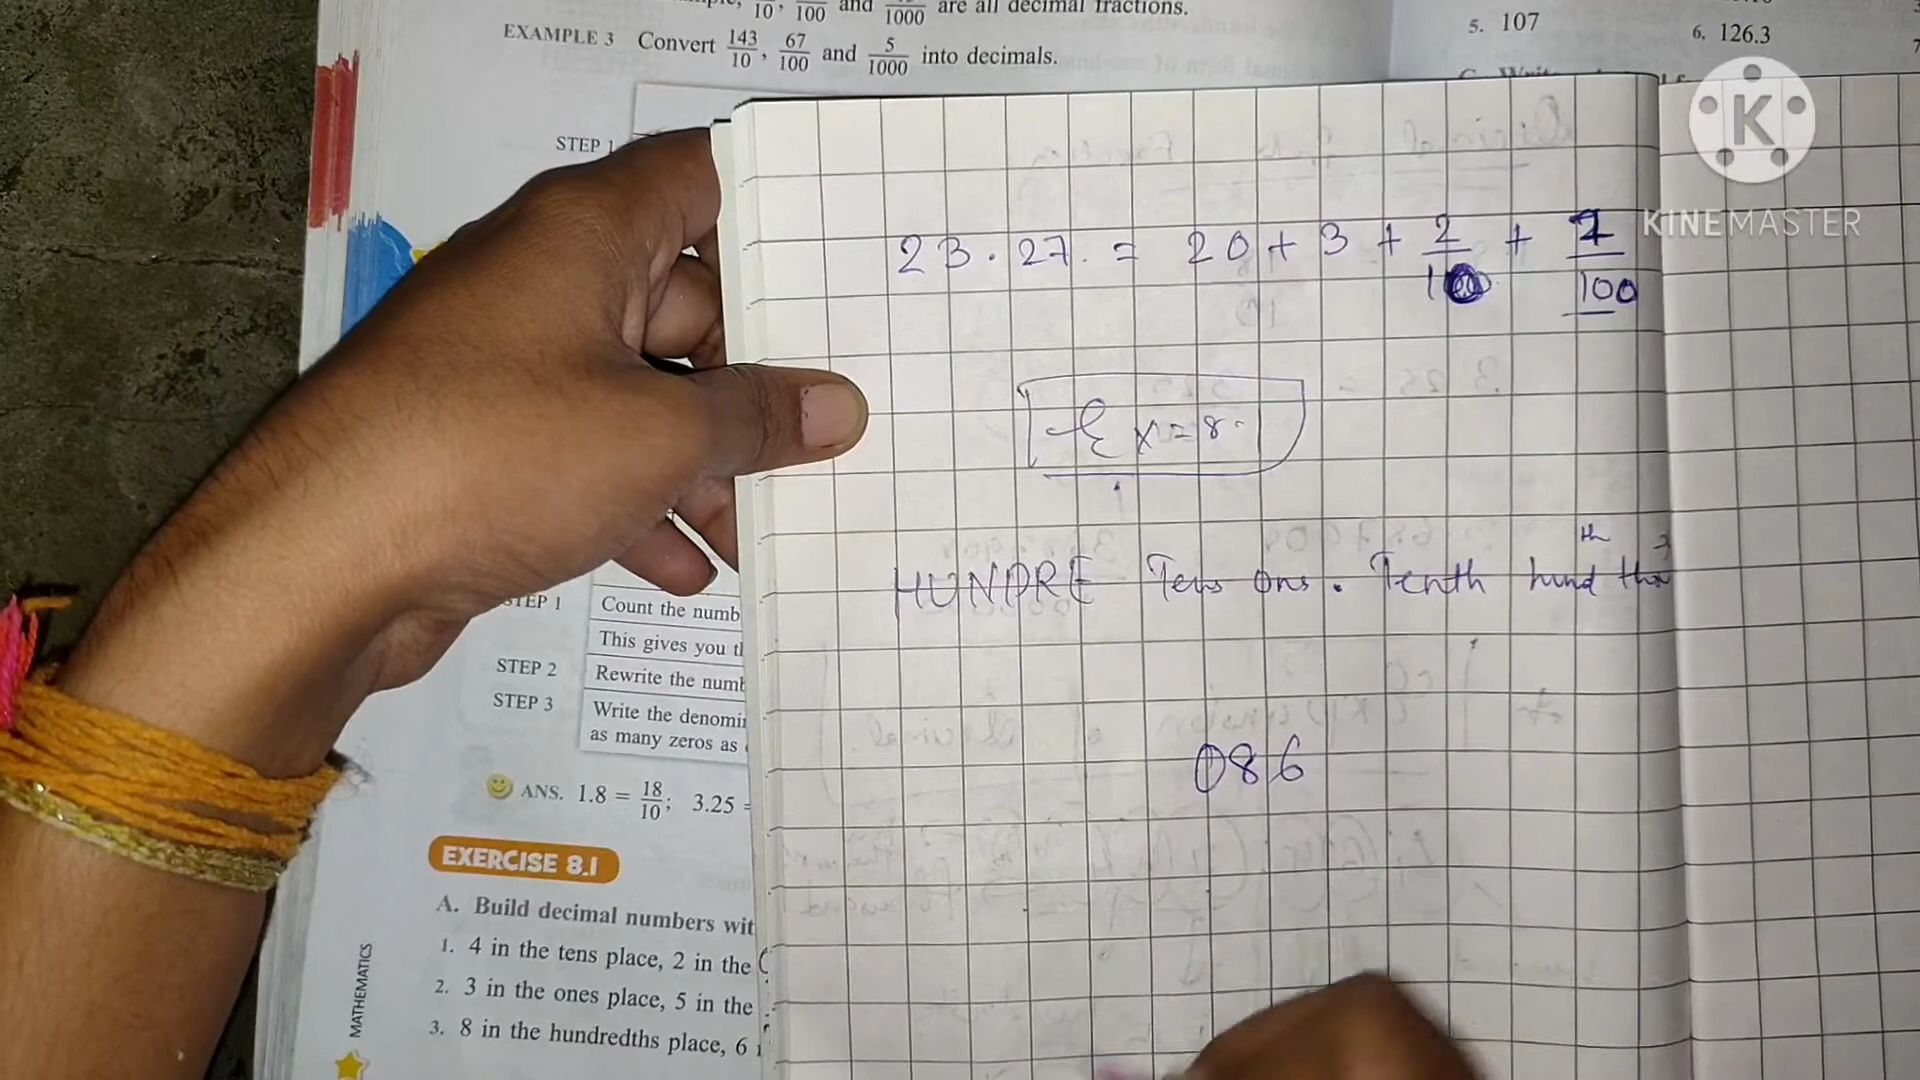 10, 100 and 1000 are all decimal fractions.
EXAMPLE 3 Convert 143/10, 67/100 and 5/1000 into decimals.
5. 107
6. 126.3
STEP 1
K
KINEMASTER
23.27. = 20 + 3 + 2/10 + 7/100
Ex = 8.
HUNDRE Tens Ons . Tenth hund th
086
STEP 1 Count the numb
This gives you t
STEP 2 Rewrite the numb
STEP 3 Write the denomi
as many zeros as
ANS. 1.8 = 18/10; 3.25 =
EXERCISE 8.1
A. Build decimal numbers wit
1. 4 in the tens place, 2 in the
2. 3 in the ones place, 5 in the
3. 8 in the hundredths place, 6
MATHEMATICS